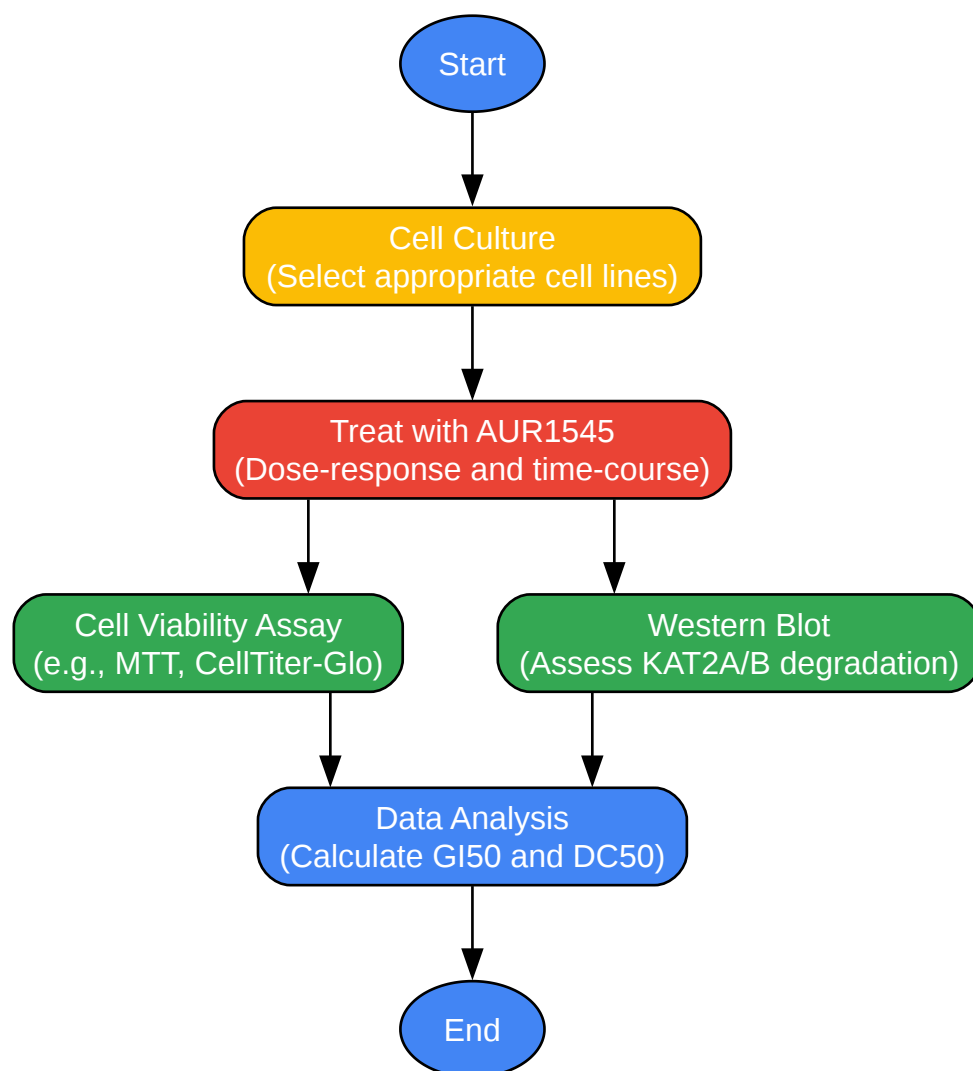 Start
Cell Culture
(Select appropriate cell lines)
Treat with AUR1545
(Dose-response and time-course)
Cell Viability Assay
(e.g., MTT, CellTiter-Glo)
Western Blot
(Assess KAT2A/B degradation)
Data Analysis
(Calculate GI50 and DC50)
End